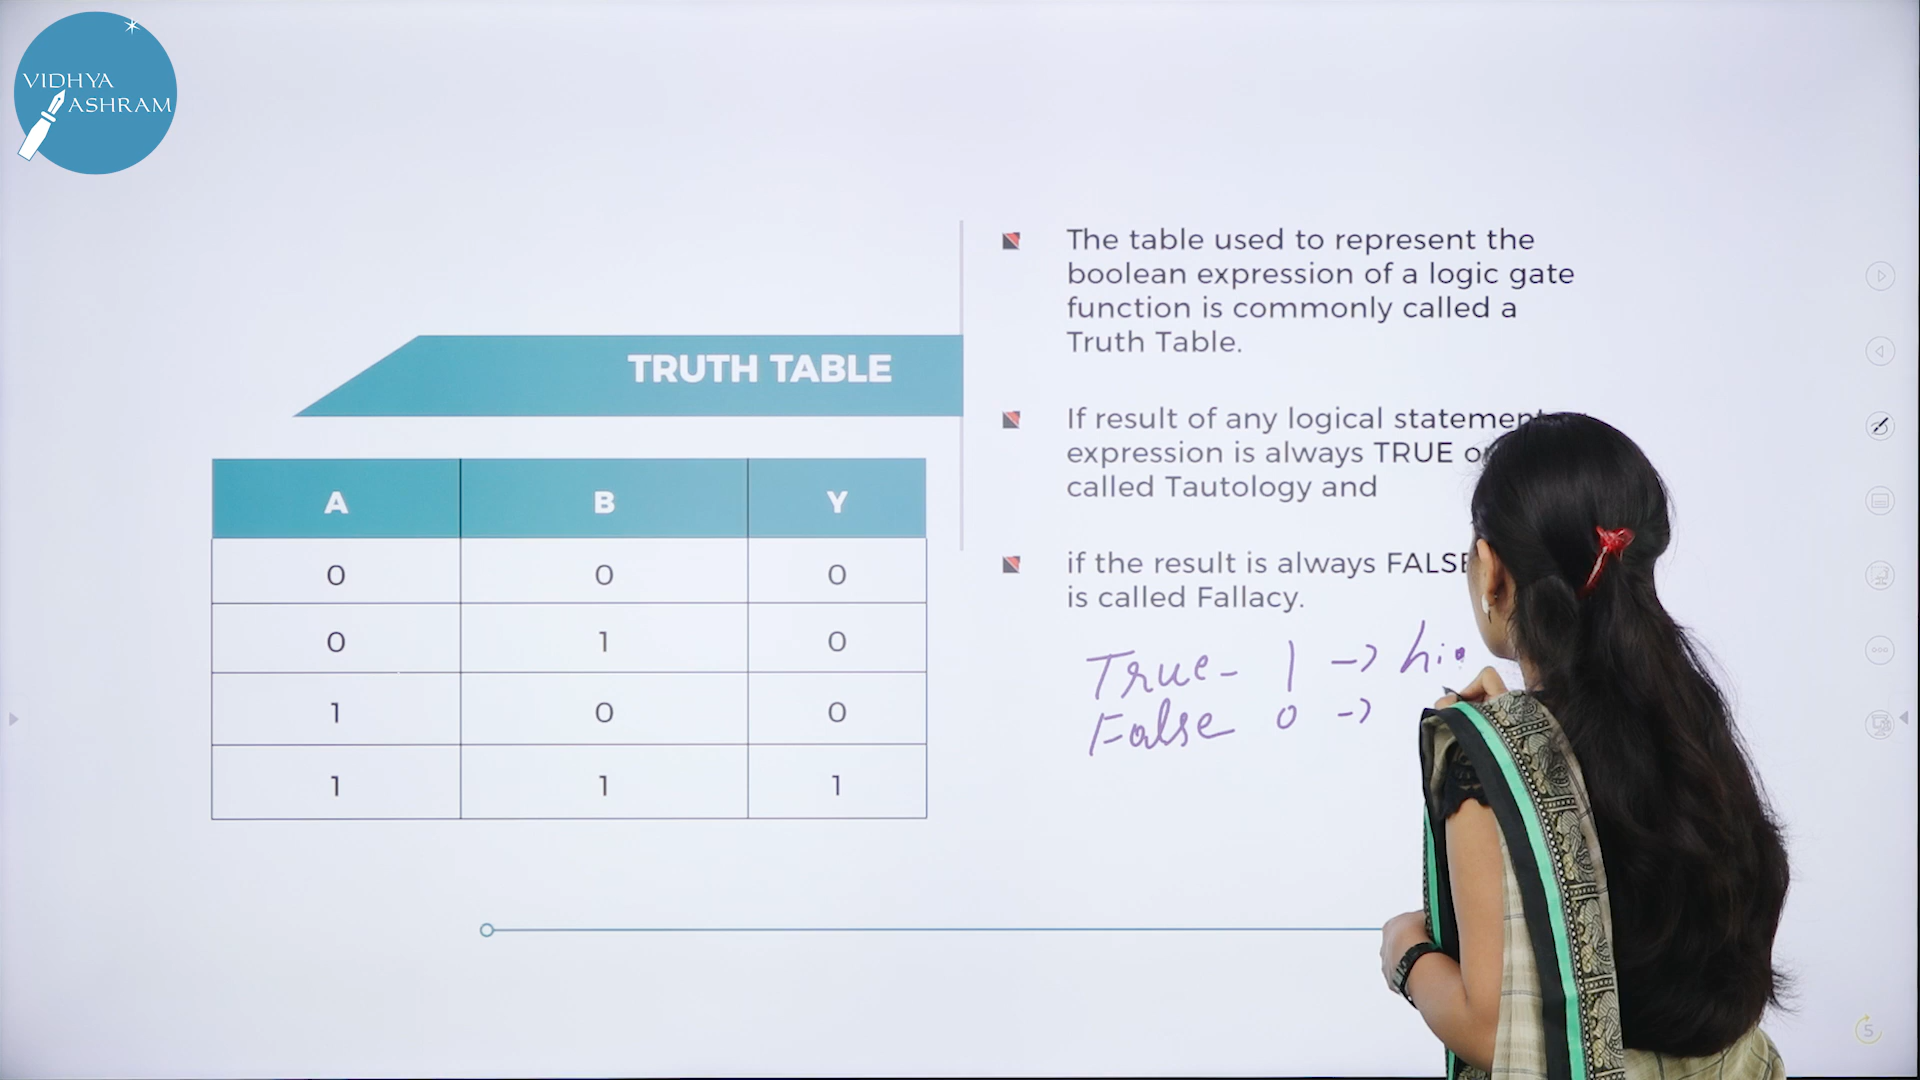 VIDHYA
ASHRAM
TRUTH TABLE
A B Y
0 0 0
0 1 0
1 0 0
1 1 1
The table used to represent the
boolean expression of a logic gate
function is commonly called a
Truth Table.
If result of any logical statement
expression is always TRUE
called Tautology and
if the result is always FALSE
is called Fallacy.
True - 1 -> hi
False 0 ->
5